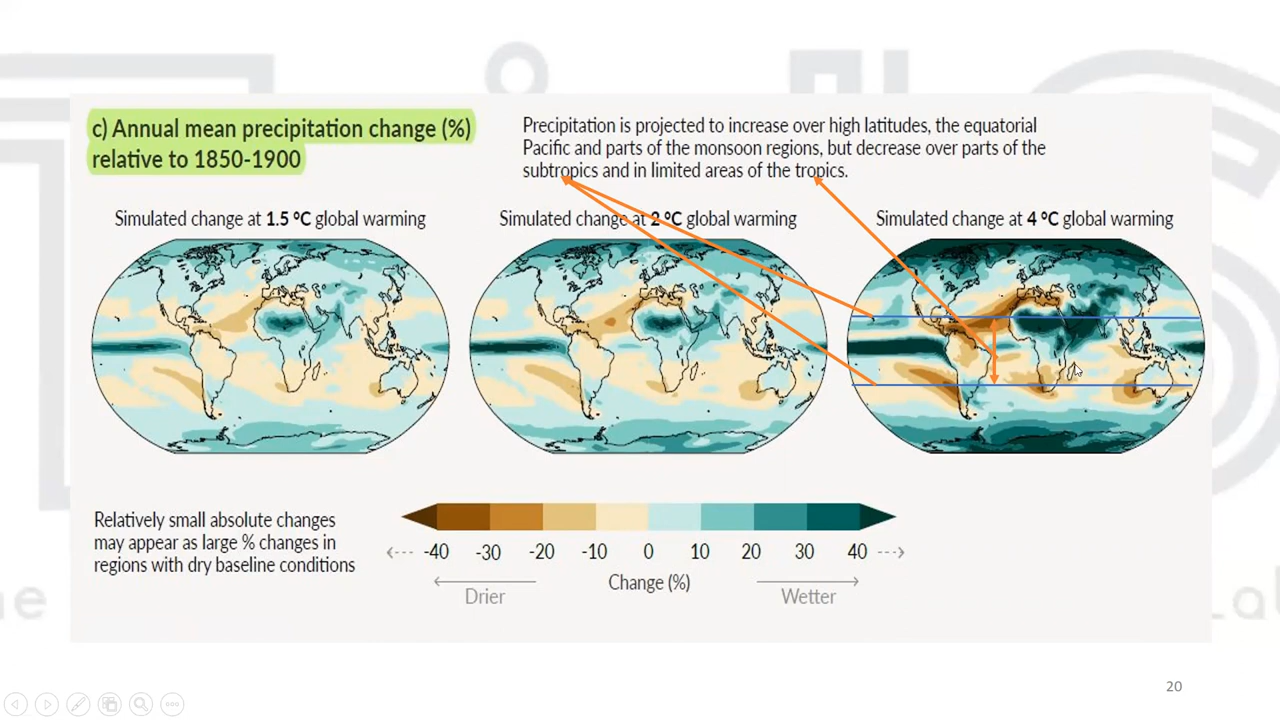 c) Annual mean precipitation change (%)
relative to 1850-1900
Precipitation is projected to increase over high latitudes, the equatorial
Pacific and parts of the monsoon regions, but decrease over parts of the
subtropics and in limited areas of the tropics.
Simulated change at 1.5 ºC global warming
Simulated change at 2 ºC global warming
Simulated change at 4 ºC global warming
Relatively small absolute changes
may appear as large % changes in
regions with dry baseline conditions
-40 -30 -20 -10 0 10 20 30 40
Change (%)
Drier
Wetter
20